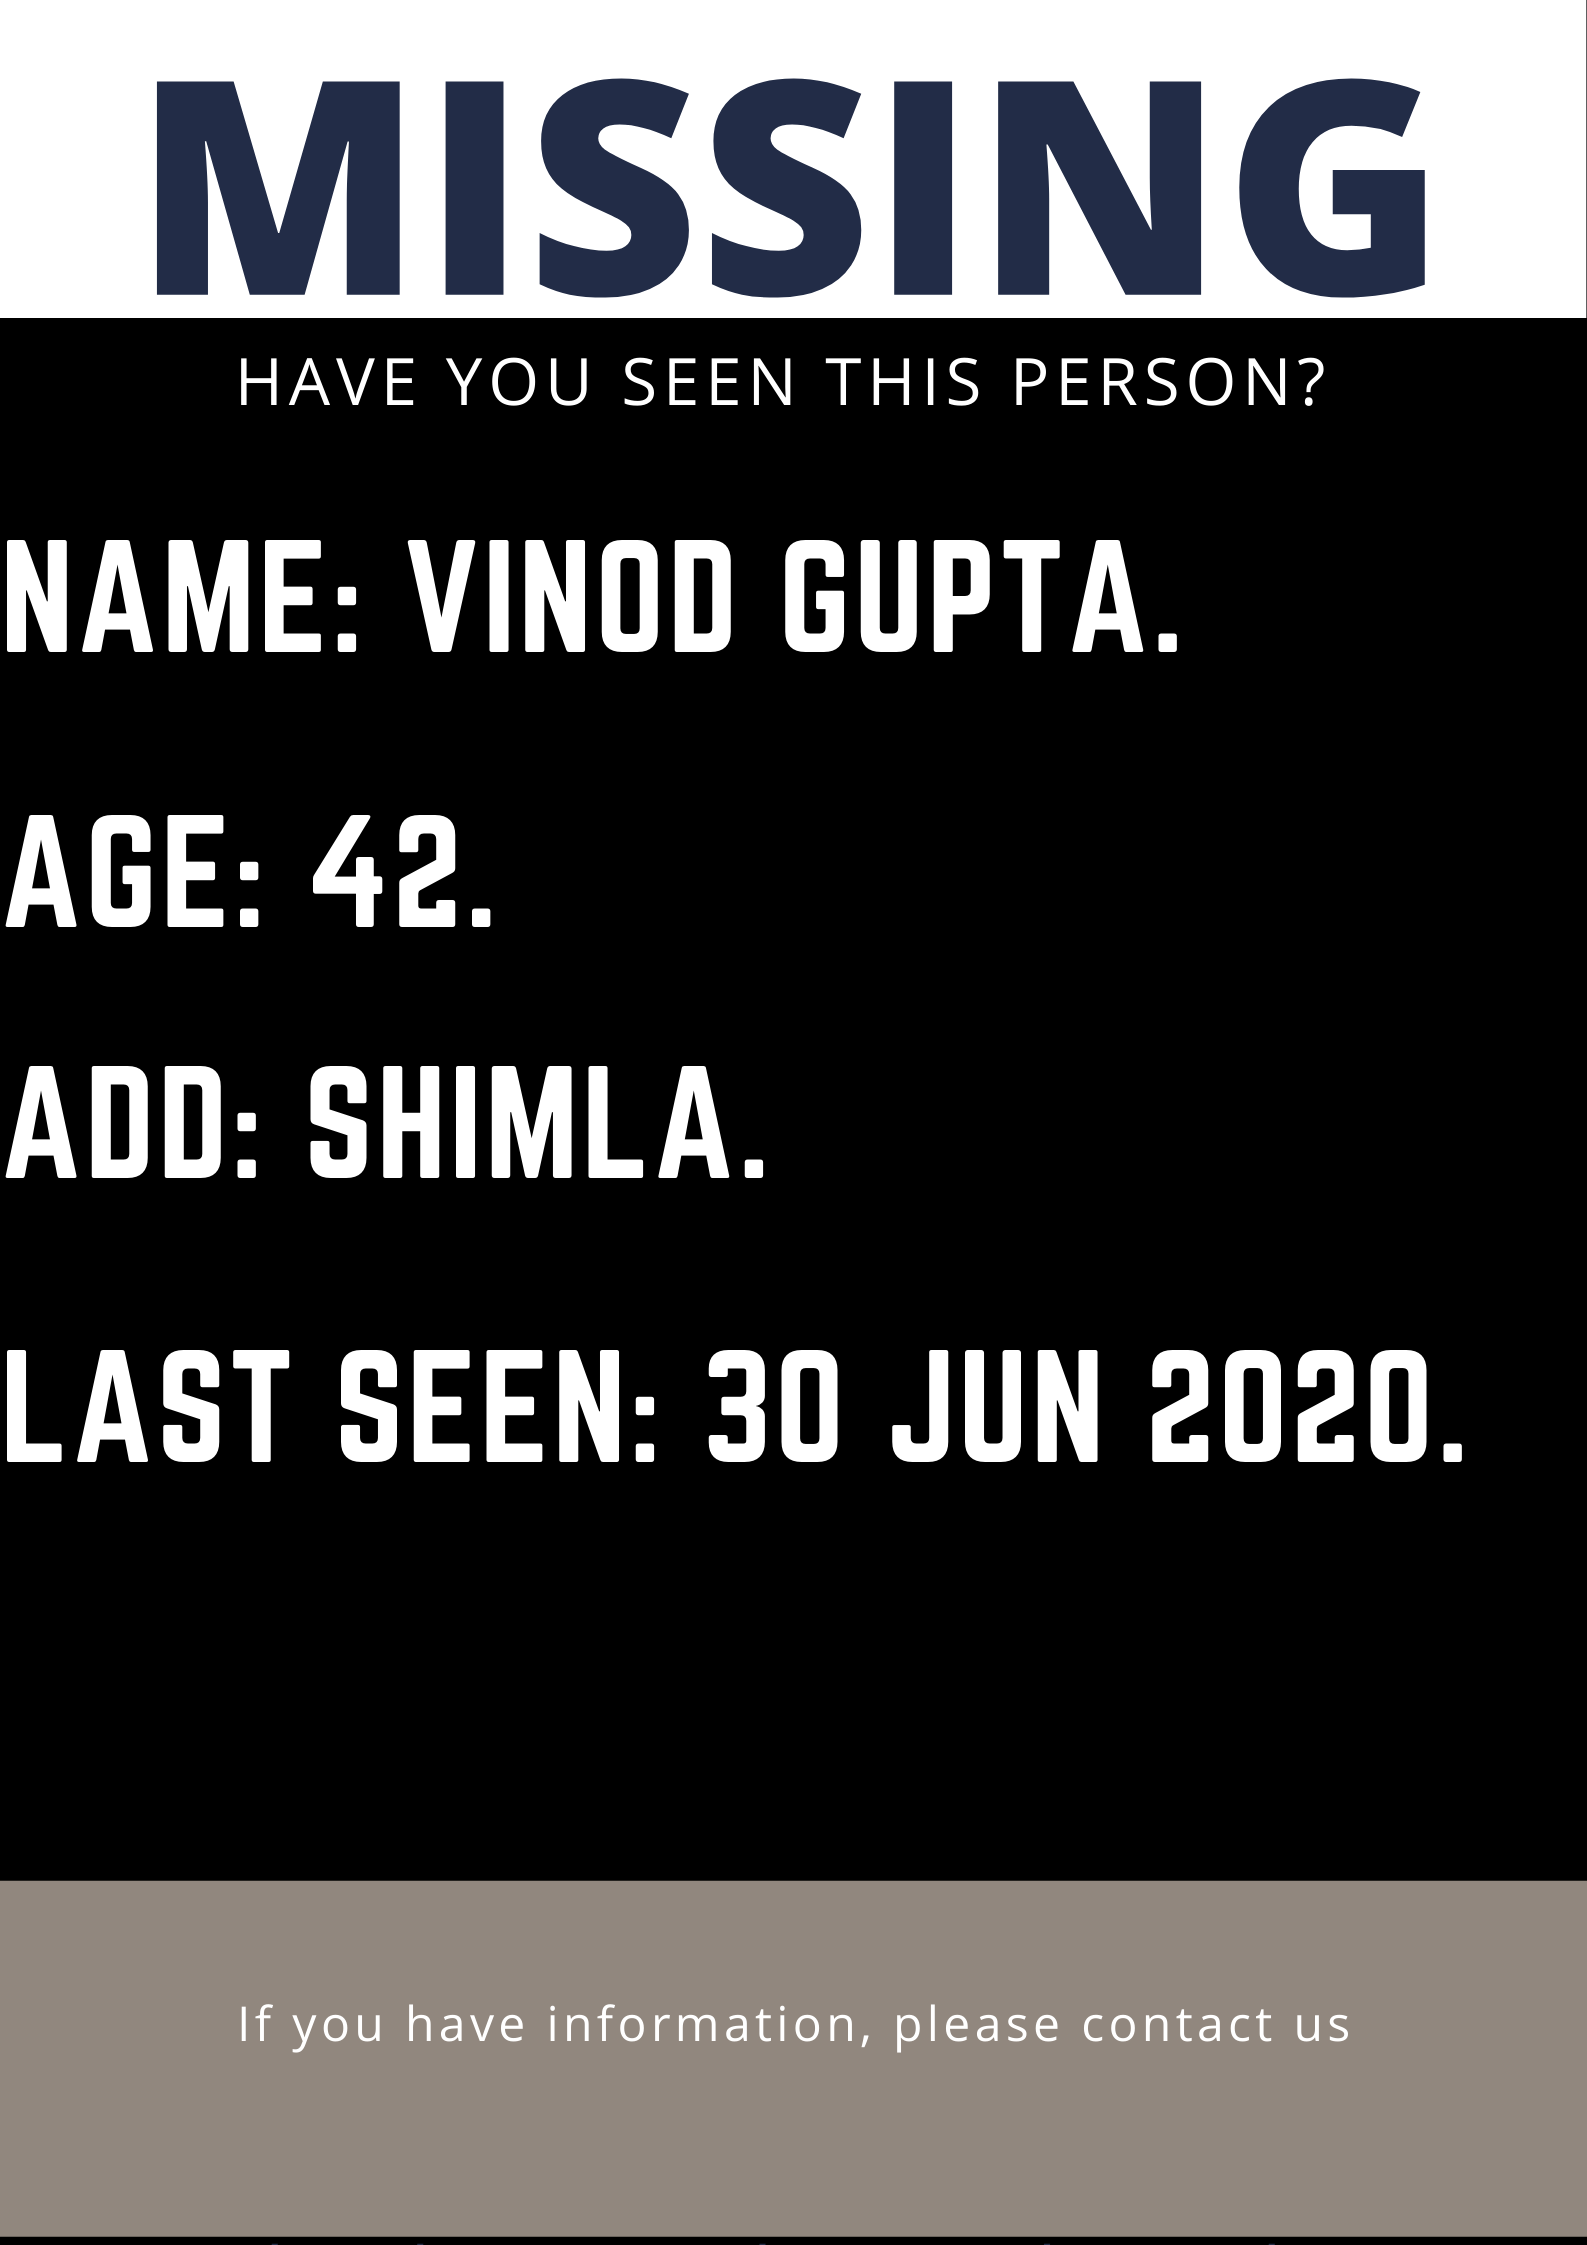 MISSING
HAVE YOU SEEN THIS PERSON?
NAME: VINOD GUPTA.
AGE: 42.
ADD: SHIMLA.
LAST SEEN: 30 JUN 2020.
If you have information, please contact us